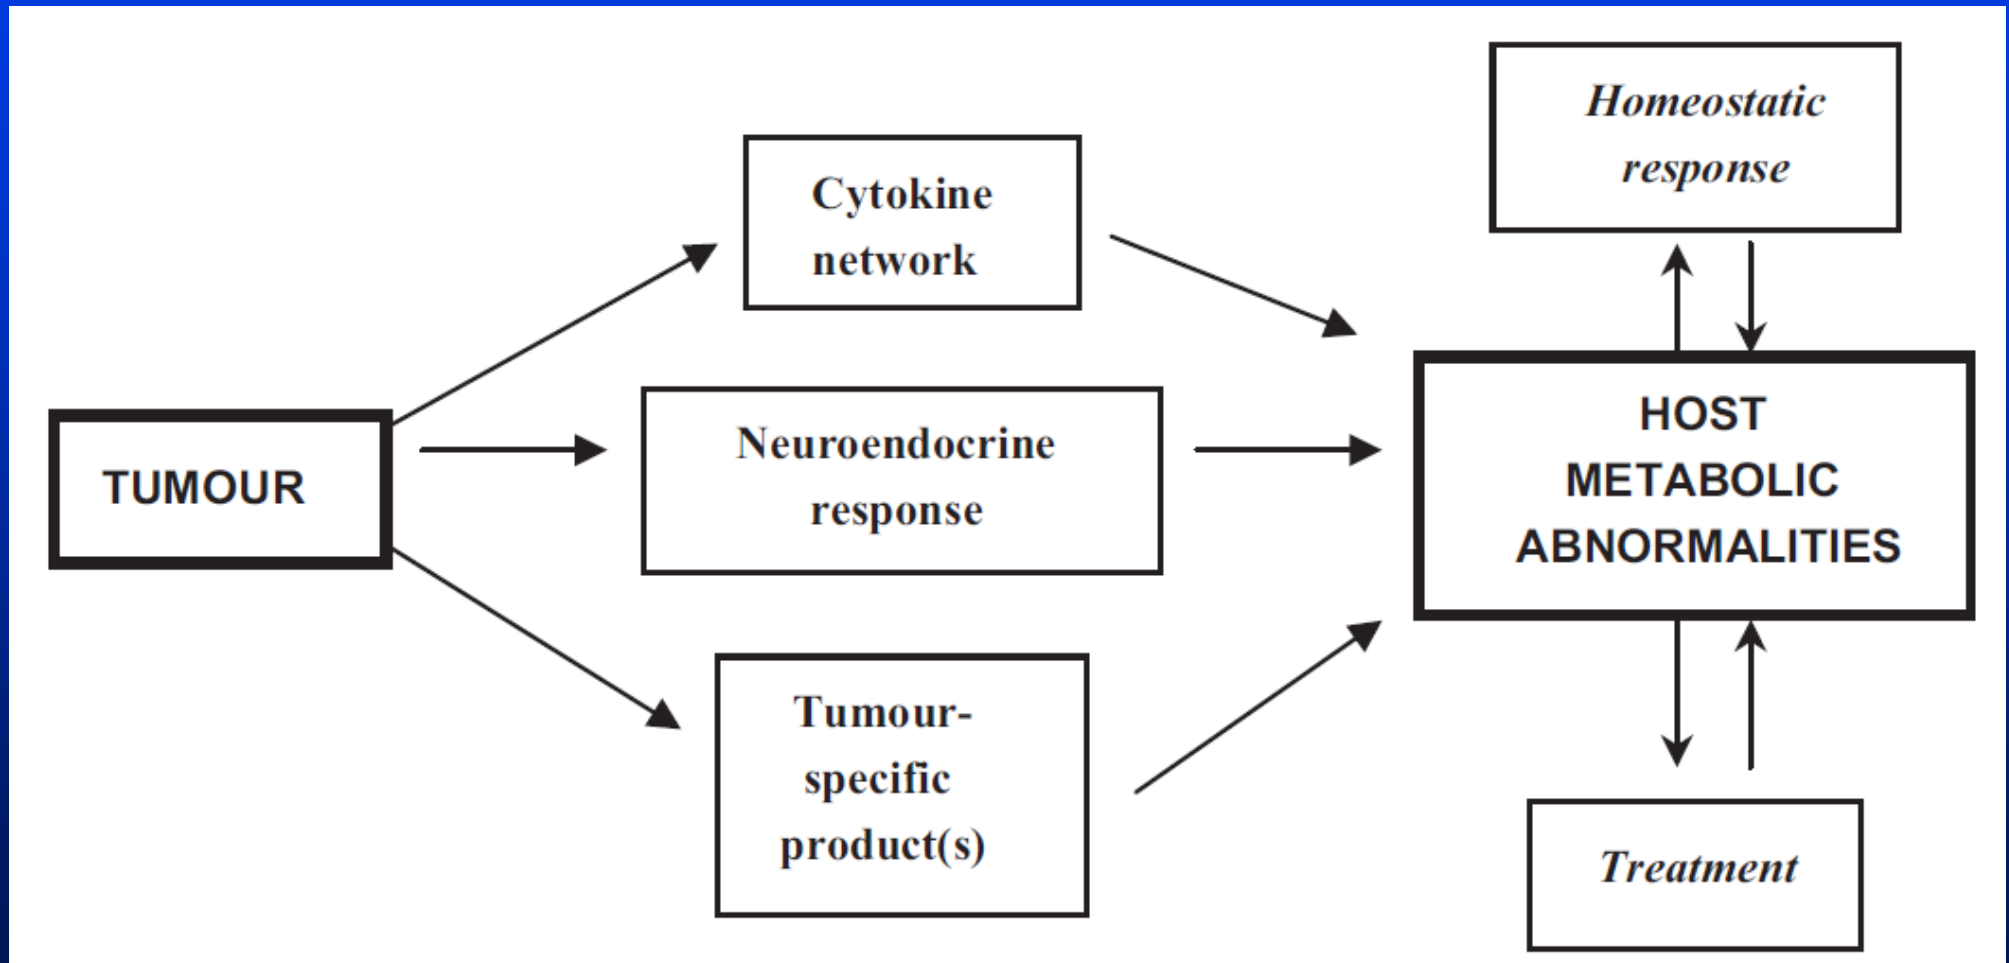 TUMOUR
Cytokine
network
Neuroendocrine
response
Tumour-
specific
product(s)
Homeostatic
response
HOST
METABOLIC
ABNORMALITIES
Treatment